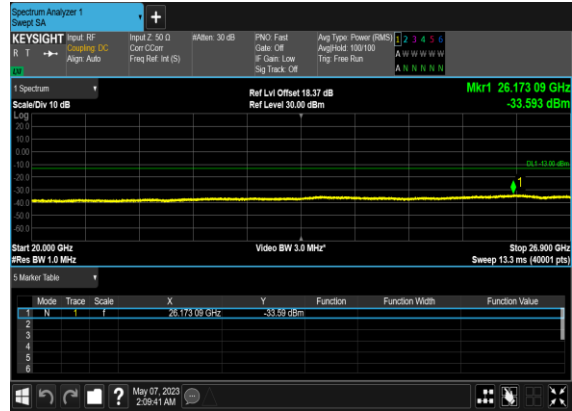 Spectrum Analyzer 1
Swept SA
+
KEYSIGHT Input: RF Input Z: 50 Ω #Atten: 30 dB PNO: Fast Avg Type: Power (RMS) 1 2 3 4 5 6
R T Coupling: DC Corr CCorr Gate: Off Avg|Hold: 100/100 A W W W W W
Align: Auto Freq Ref: Int (S) IF Gain: Low Trig: Free Run
Sig Track: Off A N N N N N
1 Spectrum Ref Lvl Offset 18.37 dB Mkr1 26.173 09 GHz
Scale/Div 10 dB Ref Level 30.00 dBm -33.593 dBm
Log
20.0
10.0
0.00
-10.0 DL1 -13.00 dBm
-20.0 1
-30.0
-40.0
-50.0
-60.0
Start 20.000 GHz Video BW 3.0 MHz* Stop 26.900 GHz
#Res BW 1.0 MHz Sweep 13.3 ms (40001 pts)
5 Marker Table
Mode Trace Scale X Y Function Function Width Function Value
1 N 1 f 26.173 09 GHz -33.59 dBm
2
3
4
5
6
? May 07, 2023
2:09:41 AM